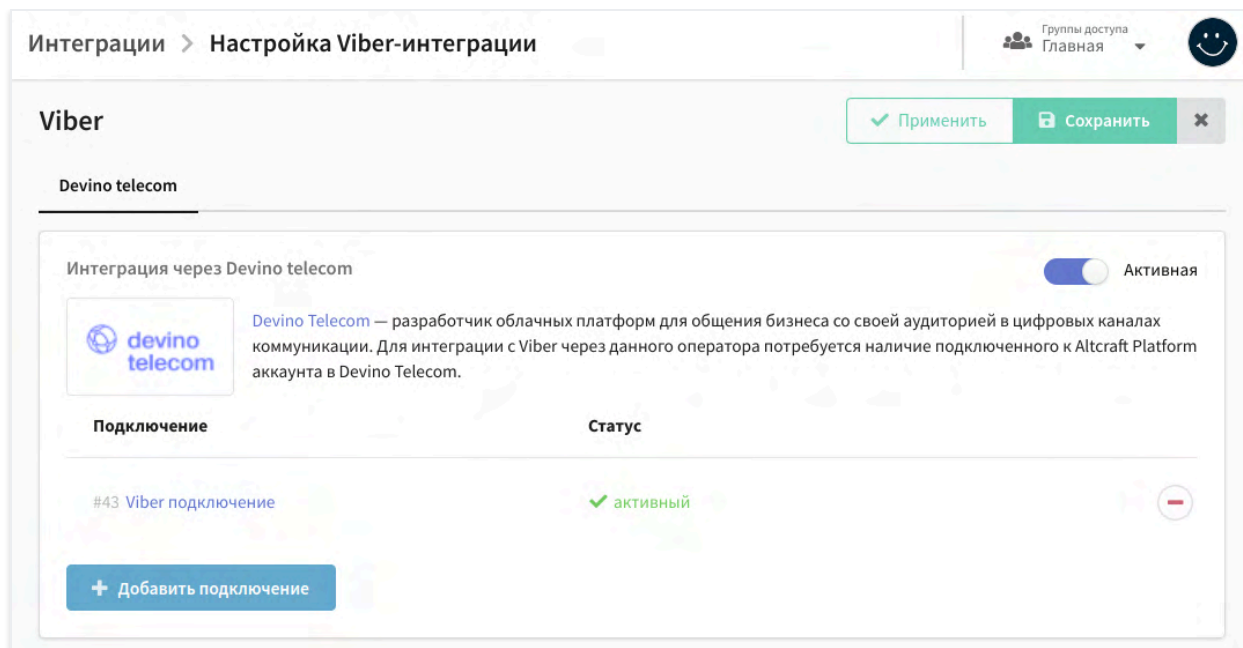 Интеграции > Настройка Viber-интеграции
Группы доступа
Главная
Viber
Применить
Сохранить
Devino telecom
Интеграция через Devino telecom
Активная
devino
telecom
Devino Telecom — разработчик облачных платформ для общения бизнеса со своей аудиторией в цифровых каналах
коммуникации. Для интеграции с Viber через данного оператора потребуется наличие подключенного к Altcraft Platform
аккаунта в Devino Telecom.
Подключение
Статус
#43 Viber подключение
активный
+ Добавить подключение